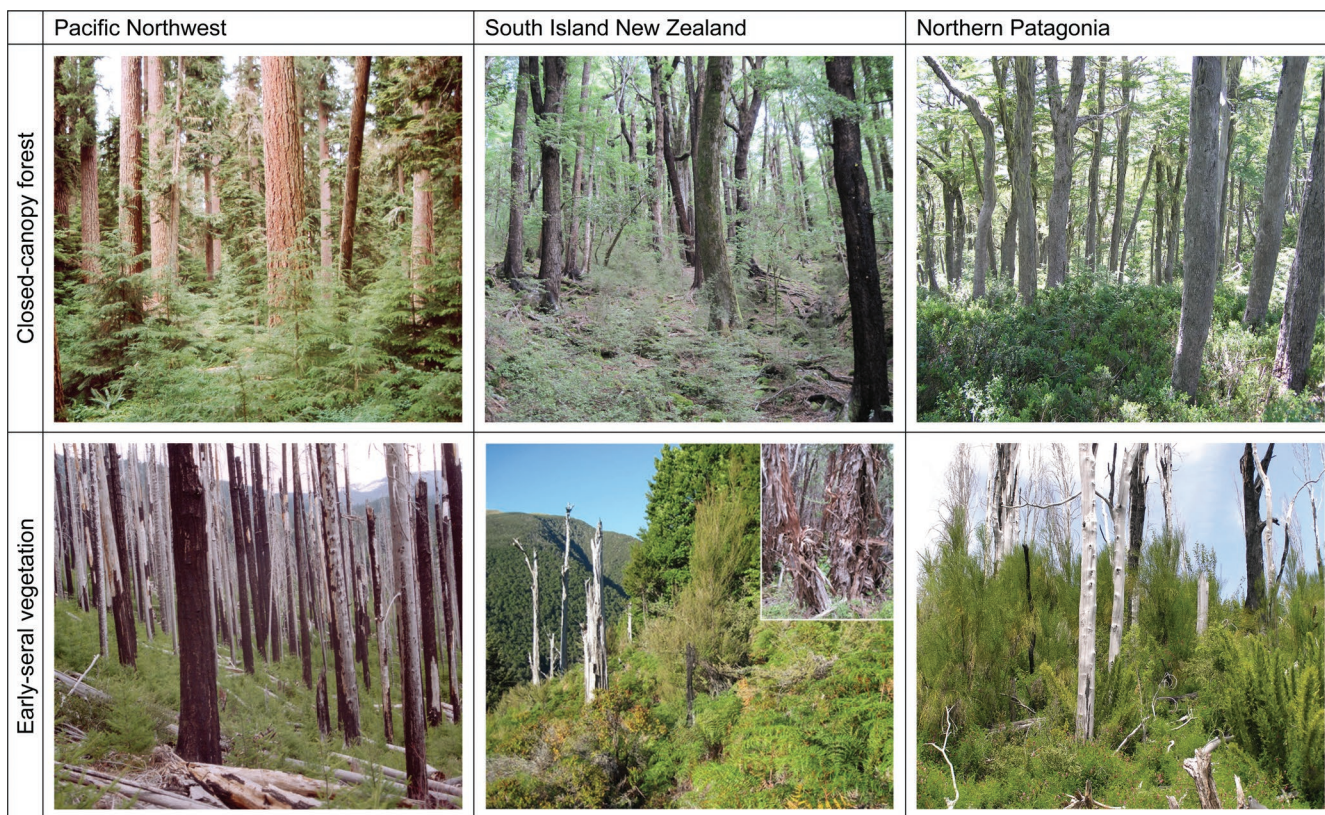 Pacific Northwest
South Island New Zealand
Northern Patagonia
Closed-canopy forest
Early-seral vegetation